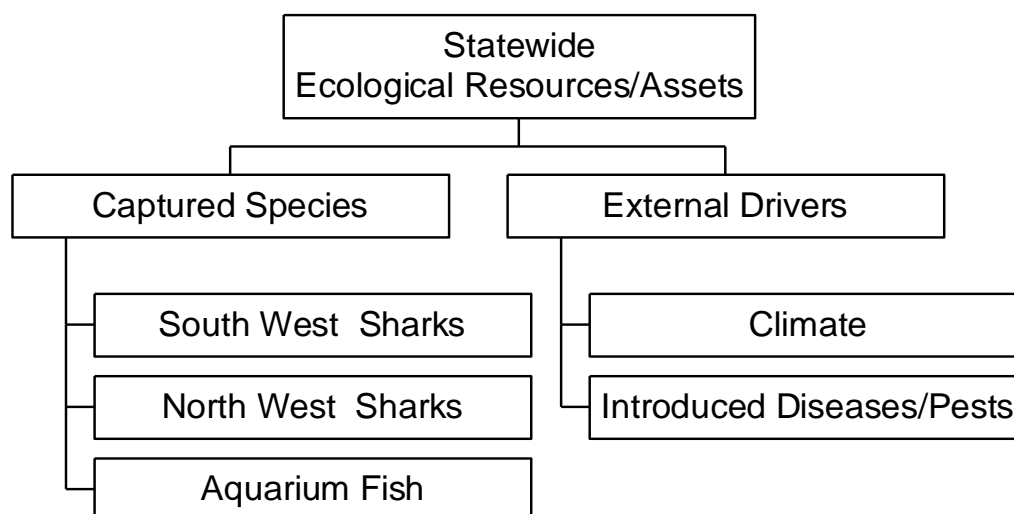 Statewide
Ecological Resources/Assets
Captured Species
External Drivers
South West  Sharks
North West  Sharks
Aquarium Fish
Climate
Introduced Diseases/Pests